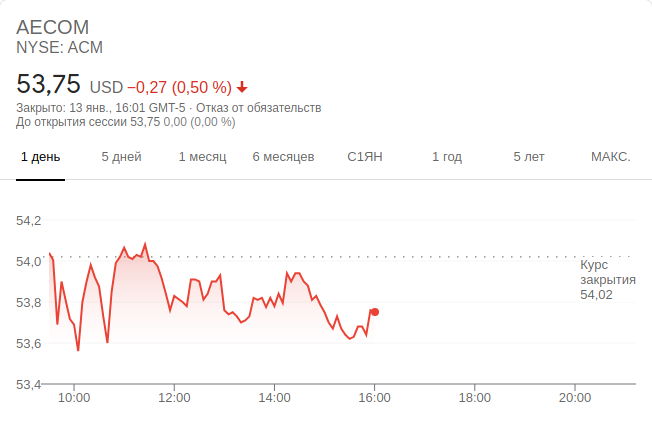 AECOM
NYSE: ACM
53,75 USD −0,27 (0,50 %)
Закрыто: 13 янв., 16:01 GMT-5 · Отказ от обязательств
До открытия сессии 53,75 0,00 (0,00 %)
1 день 5 дней 1 месяц 6 месяцев С1ЯН 1 год 5 лет МАКС.
54,2
54,0
Курс
закрытия
54,02
53,8
53,6
53,4
10:00 12:00 14:00 16:00 18:00 20:00